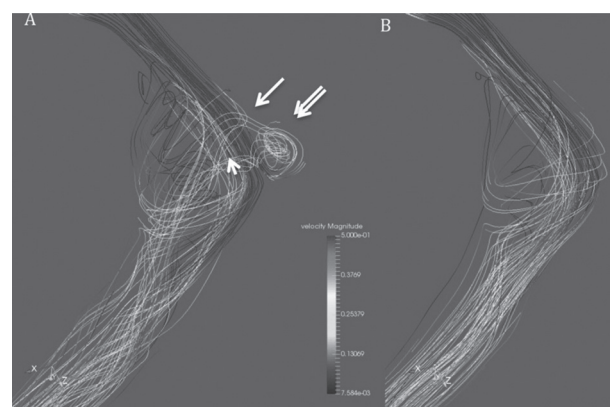 A
B
velocity Magnitude
5.000e-01
0.3769
0.25379
0.13069
7.584e-03
X
Z
X
Z